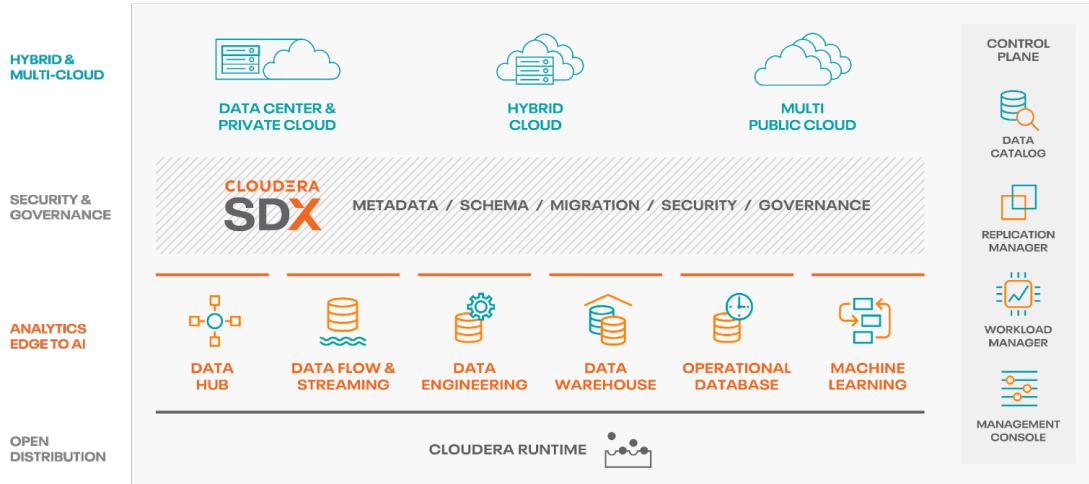 HYBRID &
MULTI-CLOUD
DATA CENTER &
PRIVATE CLOUD
HYBRID
CLOUD
MULTI
PUBLIC CLOUD
SECURITY &
GOVERNANCE
CLOUDERA
SDX
METADATA / SCHEMA / MIGRATION / SECURITY / GOVERNANCE
ANALYTICS
EDGE TO AI
DATA
HUB
DATA FLOW &
STREAMING
DATA
ENGINEERING
DATA
WAREHOUSE
OPERATIONAL
DATABASE
MACHINE
LEARNING
OPEN
DISTRIBUTION
CLOUDERA RUNTIME
CONTROL
PLANE
DATA
CATALOG
REPLICATION
MANAGER
WORKLOAD
MANAGER
MANAGEMENT
CONSOLE